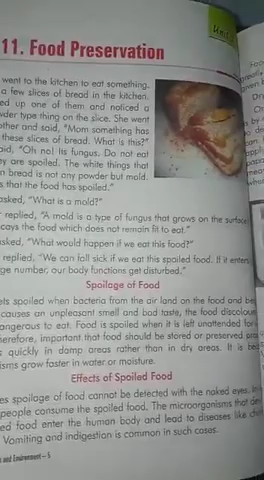 Unit
11. Food Preservation
went to the kitchen to eat something.
a few slices of bread in the kitchen.
ed up one of them and noticed a
wder type thing on the slice. She went
other and said, "Mom something has
these slices of bread. What is this?"
aid, "Oh no! Its fungus. Do not eat
ey are spoiled. The white things that
n bread is not any powder but mold.
s that the food has spoiled."
asked, "What is a mold?"
replied, "A mold is a type of fungus that grows on the surface
cays the food which does not remain fit to eat."
asked, "What would happen if we eat this food?"
replied, "We can fall sick if we eat this spoiled food. If it enters
ge number, our body functions get disturbed."
Spoilage of Food
ets spoiled when bacteria from the air land on the food and be
causes an unpleasant smell and bad taste, the food discolour
angerous to eat. Food is spoiled when it is left unattended for
herefore, important that food should be stored or preserved pro
s quickly in damp areas rather than in dry areas. It is be
isms grow faster in water or moisture.
Effects of Spoiled Food
es spoilage of food cannot be detected with the naked eyes.
people consume the spoiled food. The microorganisms that
ed food enter the human body and lead to diseases like
Vomiting and indigestion is common in such cases.
e and Environment – 5